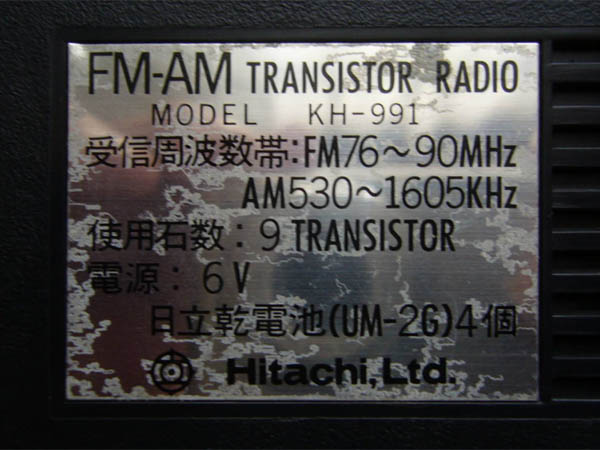 FM-AM TRANSISTOR RADIO
MODEL KH-991
受信周波数帯:FM76~90MHz
AM530~1605KHz
使用石数:9 TRANSISTOR
電源:6V
日立乾電池(UM-2G)4個
Hitachi,Ltd.